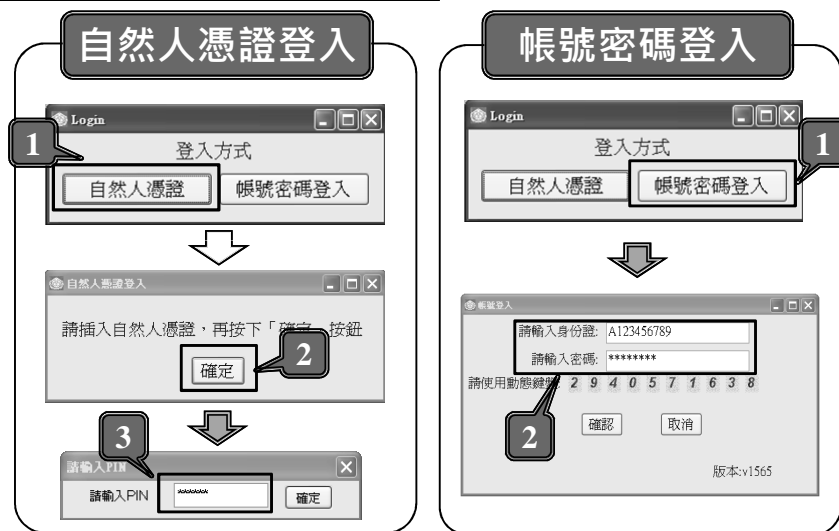 自然人憑證登入
Login
1
登入方式
自然人憑證 帳號密碼登入
自然人憑證登入
請插入自然人憑證，再按下「確定 按鈕
確定
2
3
請輸入PIN
請輸入PIN ******* 確定
帳號密碼登入
Login
1
登入方式
自然人憑證 帳號密碼登入
帳號登入
請輸入身份證: A123456789
請輸入密碼: ********
請使用動態鍵 2 9 4 0 5 7 1 6 3 8
2
確認 取消
版本:v1565